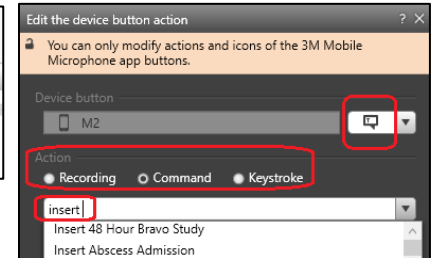 Edit the device button action ?
You can only modify actions and icons of the 3M Mobile
Microphone app buttons.
Device button
M2
Action
Recording Command Keystroke
insert
Insert 48 Hour Bravo Study
Insert Abscess Admission